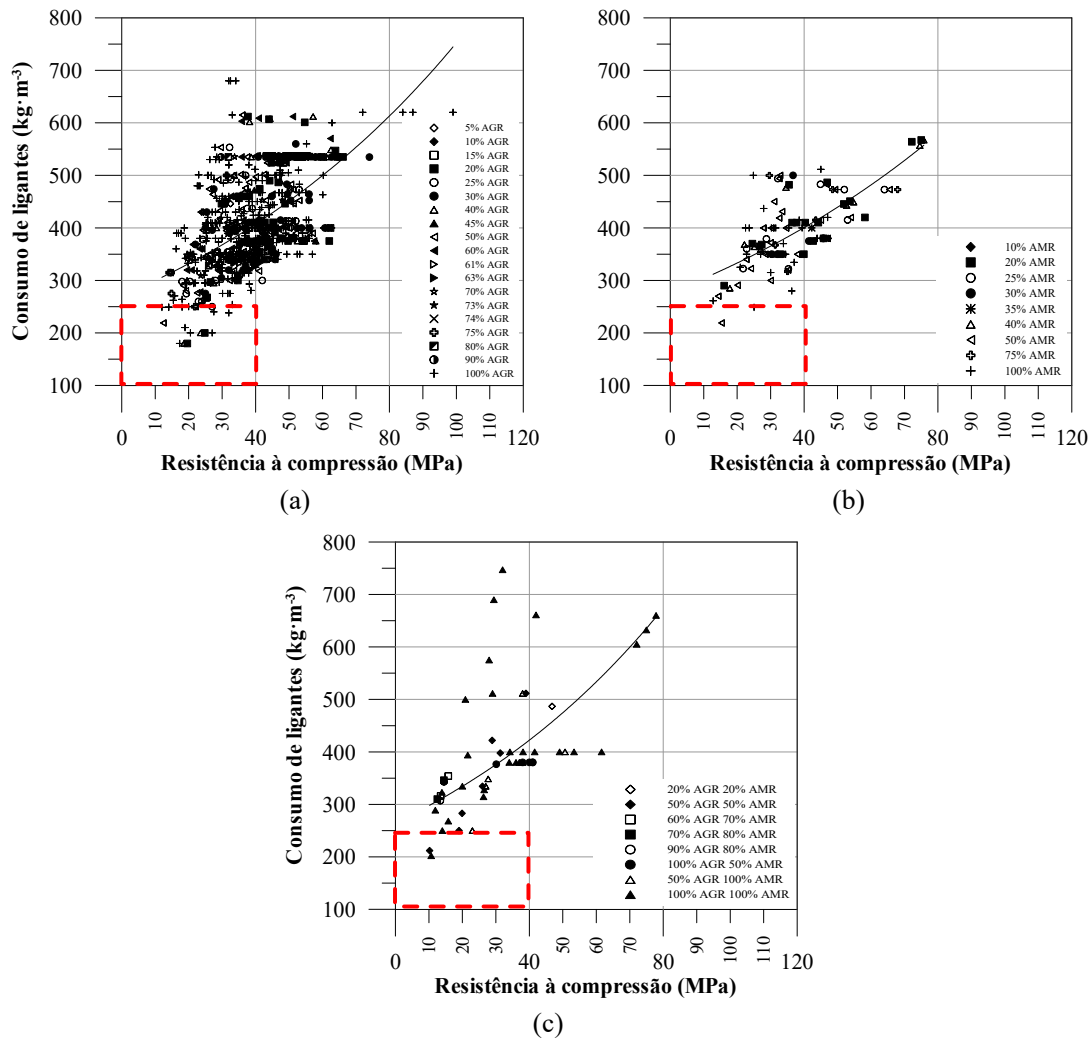 800
700
600
500
400
300
200
100
Consumo de ligantes (kg·m⁻³)
5% AGR
10% AGR
15% AGR
20% AGR
25% AGR
30% AGR
40% AGR
45% AGR
50% AGR
60% AGR
61% AGR
63% AGR
70% AGR
73% AGR
74% AGR
75% AGR
80% AGR
90% AGR
100% AGR
0 10 20 30 40 50 60 70 80 90 100 120
Resistência à compressão (MPa)
(a)
800
700
600
500
400
300
200
100
10% AMR
20% AMR
25% AMR
30% AMR
35% AMR
40% AMR
50% AMR
75% AMR
100% AMR
0 10 20 30 40 50 60 70 80 90 100 120
Resistência à compressão (MPa)
(b)
800
700
600
500
400
300
200
100
Consumo de ligantes (kg·m⁻³)
20% AGR 20% AMR
50% AGR 50% AMR
60% AGR 70% AMR
70% AGR 80% AMR
90% AGR 80% AMR
100% AGR 50% AMR
50% AGR 100% AMR
100% AGR 100% AMR
0 10 20 30 40 50 60 70 80 90 100 120
Resistência à compressão (MPa)
(c)